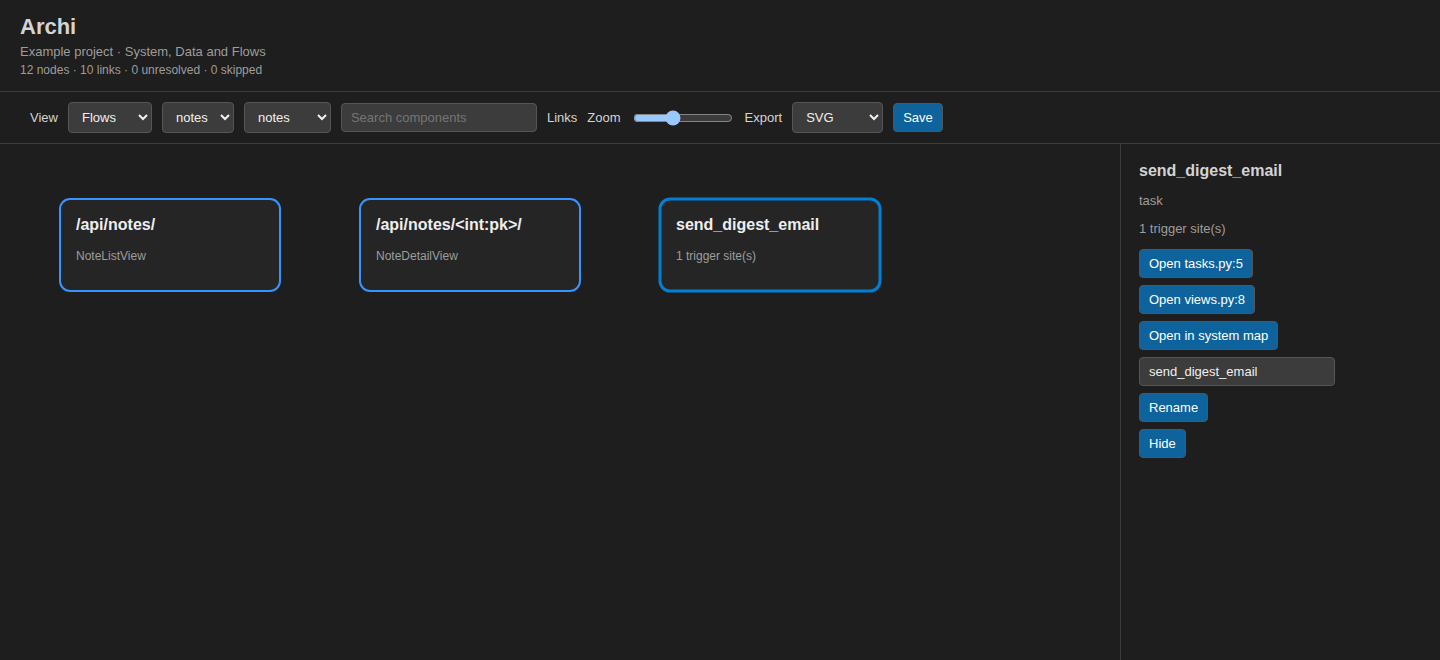 Archi
Example project · System, Data and Flows
12 nodes · 10 links · 0 unresolved · 0 skipped
View Flows notes notes Search components Links Zoom Export SVG Save
/api/notes/
NoteListView
/api/notes/<int:pk>/
NoteDetailView
send_digest_email
1 trigger site(s)
send_digest_email
task
1 trigger site(s)
Open tasks.py:5
Open views.py:8
Open in system map
send_digest_email
Rename
Hide